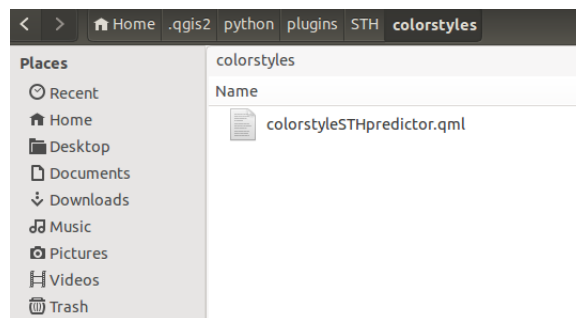 Home .qgis2 python plugins STH colorstyles
Places
Recent
Home
Desktop
Documents
Downloads
Music
Pictures
Videos
Trash
colorstyles
Name
colorstyleSTHpredictor.qml